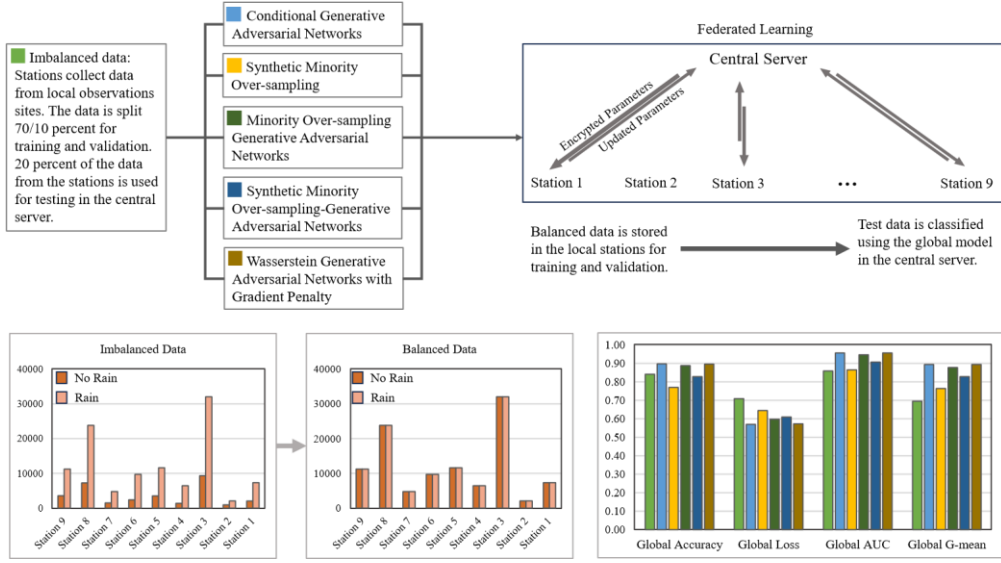 Imbalanced data:
Stations collect data
from local observations
sites. The data is split
70/10 percent for
training and validation.
20 percent of the data
from the stations is used
for testing in the central
server.
Conditional Generative
Adversarial Networks
Synthetic Minority
Over-sampling
Minority Over-sampling
Generative Adversarial
Networks
Synthetic Minority
Over-sampling-Generative
Adversarial Networks
Wasserstein Generative
Adversarial Networks with
Gradient Penalty
Federated Learning
Central Server
Encrypted Parameters
Updated Parameters
Station 1
Station 2
Station 3
...
Station 9
Balanced data is stored
in the local stations for
training and validation.
Test data is classified
using the global model
in the central server.
Imbalanced Data
40000
30000
20000
10000
0
No Rain
Rain
Station 9
Station 8
Station 7
Station 6
Station 5
Station 4
Station 3
Station 2
Station 1
Balanced Data
40000
30000
20000
10000
0
No Rain
Rain
Station 9
Station 8
Station 7
Station 6
Station 5
Station 4
Station 3
Station 2
Station 1
1.00
0.90
0.80
0.70
0.60
0.50
0.40
0.30
0.20
0.10
0.00
Global Accuracy
Global Loss
Global AUC
Global G-mean